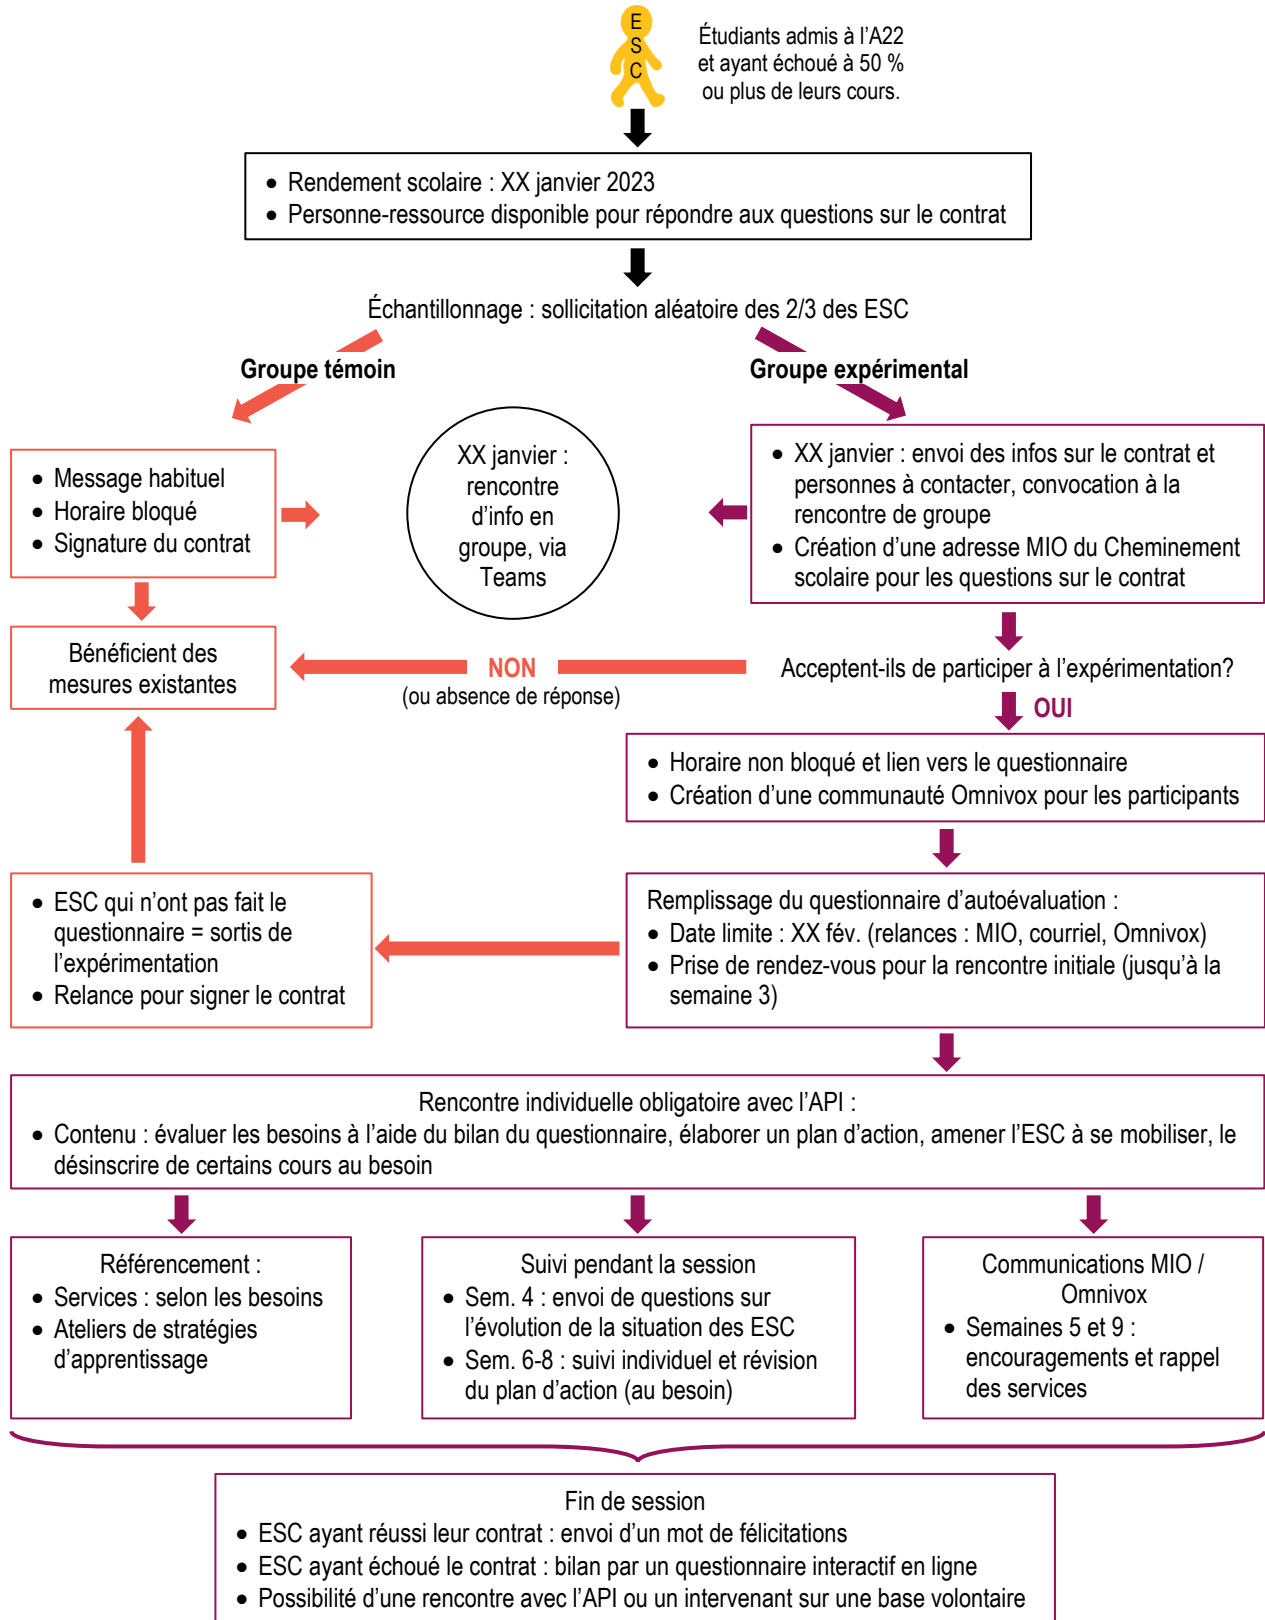 E
S
C
Étudiants admis à l’A22
et ayant échoué à 50 %
ou plus de leurs cours.
• Rendement scolaire : XX janvier 2023
• Personne-ressource disponible pour répondre aux questions sur le contrat
Échantillonnage : sollicitation aléatoire des 2/3 des ESC
Groupe témoin
Groupe expérimental
• Message habituel
• Horaire bloqué
• Signature du contrat
XX janvier :
rencontre
d’info en
groupe, via
Teams
• XX janvier : envoi des infos sur le contrat et
personnes à contacter, convocation à la
rencontre de groupe
• Création d’une adresse MIO du Cheminement
scolaire pour les questions sur le contrat
Bénéficient des
mesures existantes
NON
(ou absence de réponse)
Acceptent-ils de participer à l’expérimentation?
OUI
• Horaire non bloqué et lien vers le questionnaire
• Création d’une communauté Omnivox pour les participants
• ESC qui n’ont pas fait le
questionnaire = sortis de
l’expérimentation
• Relance pour signer le contrat
Remplissage du questionnaire d’autoévaluation :
• Date limite : XX fév. (relances : MIO, courriel, Omnivox)
• Prise de rendez-vous pour la rencontre initiale (jusqu’à la
semaine 3)
Rencontre individuelle obligatoire avec l’API :
• Contenu : évaluer les besoins à l’aide du bilan du questionnaire, élaborer un plan d’action, amener l’ESC à se mobiliser, le
désinscrire de certains cours au besoin
Référencement :
• Services : selon les besoins
• Ateliers de stratégies
d’apprentissage
Suivi pendant la session
• Sem. 4 : envoi de questions sur
l’évolution de la situation des ESC
• Sem. 6-8 : suivi individuel et révision
du plan d’action (au besoin)
Communications MIO /
Omnivox
• Semaines 5 et 9 :
encouragements et rappel
des services
Fin de session
• ESC ayant réussi leur contrat : envoi d’un mot de félicitations
• ESC ayant échoué le contrat : bilan par un questionnaire interactif en ligne
• Possibilité d’une rencontre avec l’API ou un intervenant sur une base volontaire